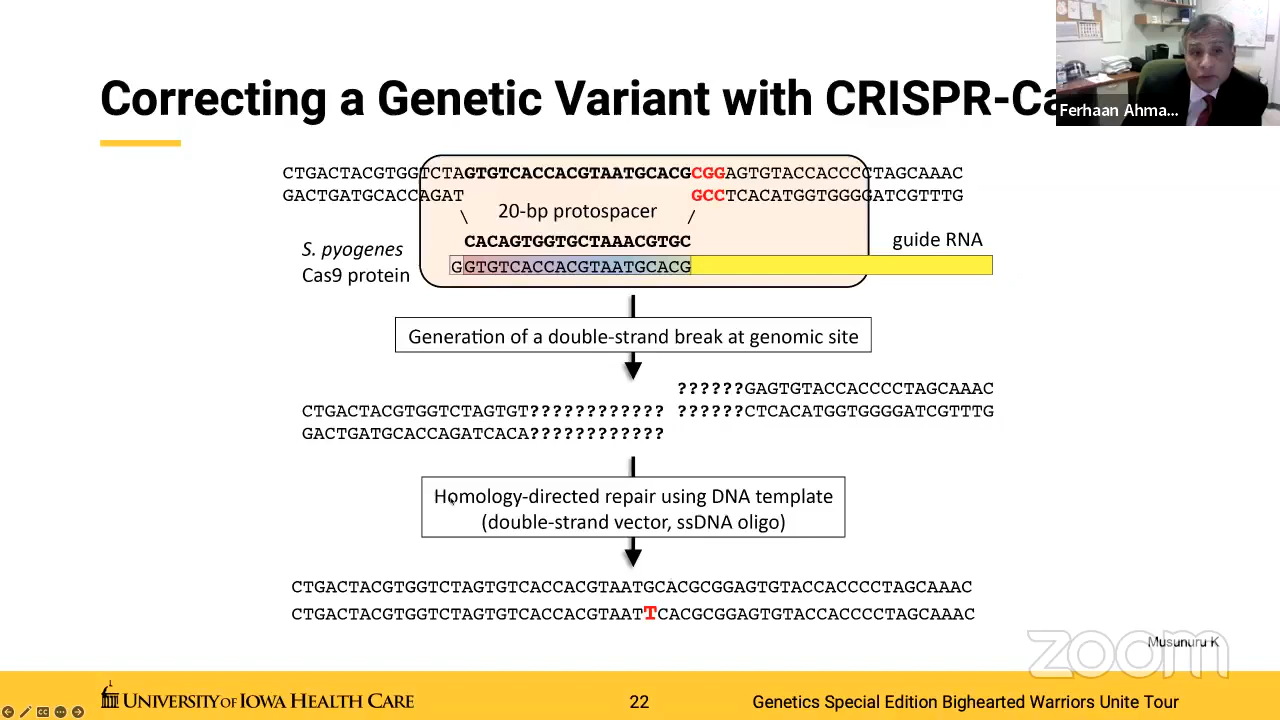 Correcting a Genetic Variant with CRISPR-Ca
Ferhaan Ahma...
CTGACTACGTGGTCTAGTGTCACCACGTAATGCACGCGGAGTGTACCACCCCTAGCAAAC
GACTGATGCACCAGAT GCCTCACATGGTGGGGATCGTTTG
\ 20-bp protospacer /
CACAGTGGTGCTAAACGTGC
S. pyogenes
Cas9 protein
guide RNA
GGTGTCACCACGTAATGCACG
Generation of a double-strand break at genomic site
??????GAGTGTACCACCCCTAGCAAAC
CTGACTACGTGGTCTAGTGT???????????? ??????CTCACATGGTGGGGATCGTTTG
GACTGATGCACCAGATCACA????????????
Homology-directed repair using DNA template
(double-strand vector, ssDNA oligo)
CTGACTACGTGGTCTAGTGTCACCACGTAATGCACGCGGAGTGTACCACCCCTAGCAAAC
CTGACTACGTGGTCTAGTGTCACCACGTAATTCACGCGGAGTGTACCACCCCTAGCAAAC
zoom
Musunuru K
UNIVERSITY OF IOWA HEALTH CARE
22
Genetics Special Edition Bighearted Warriors Unite Tour